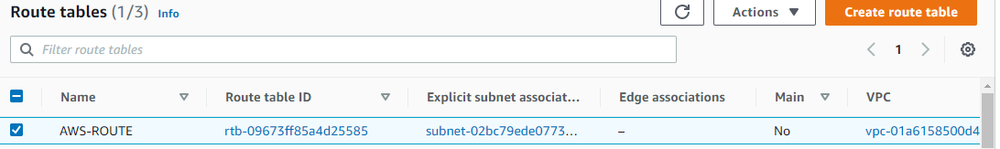 Route tables (1/3) Info Actions Create route table
Filter route tables 1
Name Route table ID Explicit subnet associat... Edge associations Main VPC
AWS-ROUTE rtb-09673ff85a4d25585 subnet-02bc79ede0773... – No vpc-01a6158500d4